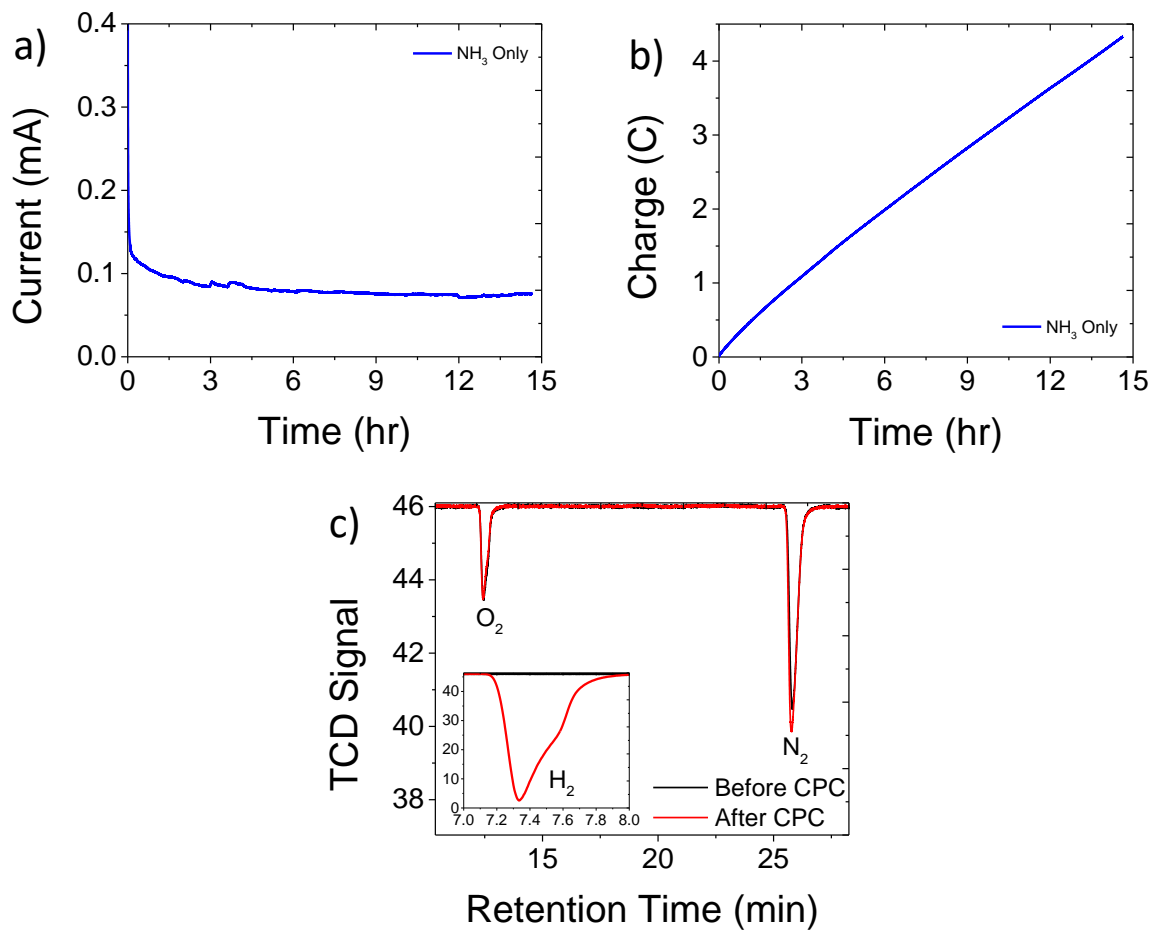 a)
Current (mA)
0.4
0.3
0.2
0.1
0.0
NH₃ Only
0 3 6 9 12 15
Time (hr)
b)
Charge (C)
4
3
2
1
0
NH₃ Only
0 3 6 9 12 15
Time (hr)
c)
TCD Signal
46
44
42
40
38
O₂
N₂
40
30
20
10
0
H₂
7.0 7.2 7.4 7.6 7.8 8.0
Before CPC
After CPC
15 20 25
Retention Time (min)